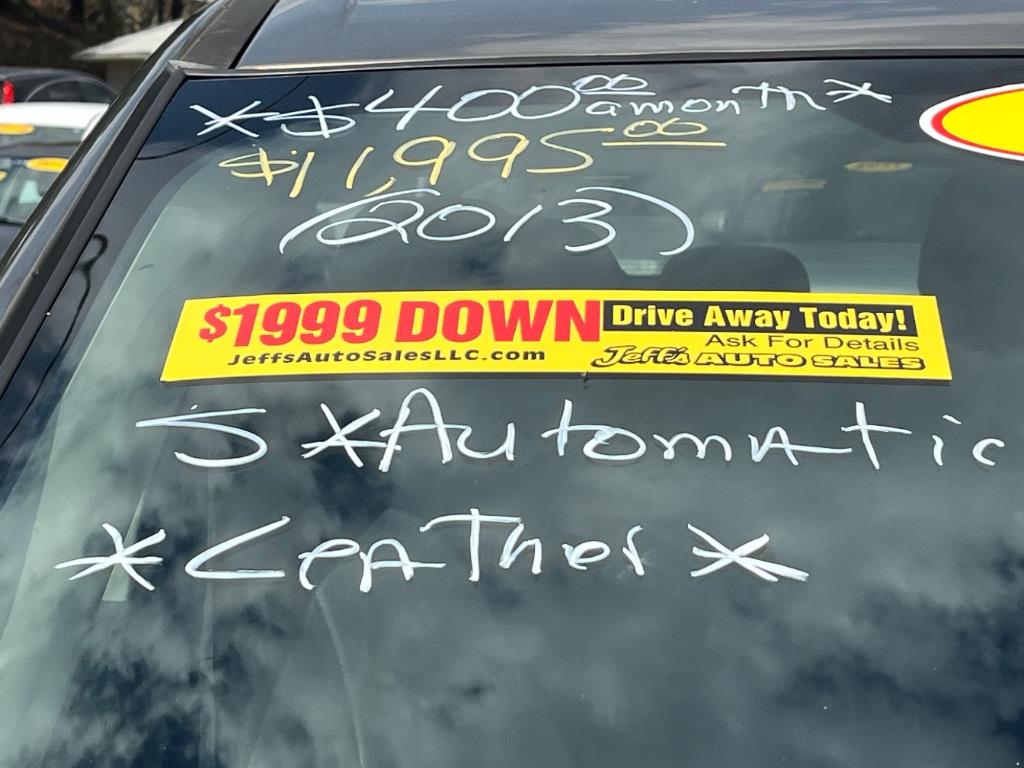 *$400.00 a month*
$11,995.00
(2013)
$1999 DOWN Drive Away Today!
Ask For Details
JeffsAutoSalesLLC.com Jeff's AUTO SALES
5*Automatic
*Leather*